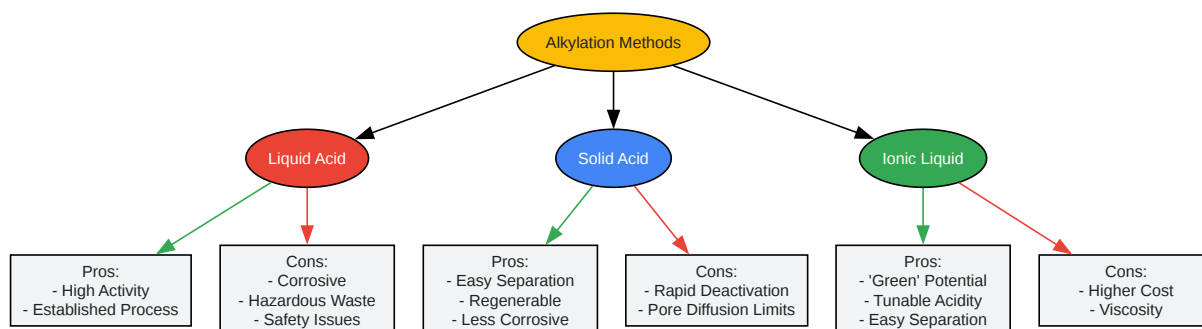 Alkylation Methods
Liquid Acid
Solid Acid
Ionic Liquid
Pros:
- High Activity
- Established Process
Cons:
- Corrosive
- Hazardous Waste
- Safety Issues
Pros:
- Easy Separation
- Regenerable
- Less Corrosive
Cons:
- Rapid Deactivation
- Pore Diffusion Limits
Pros:
- 'Green' Potential
- Tunable Acidity
- Easy Separation
Cons:
- Higher Cost
- Viscosity